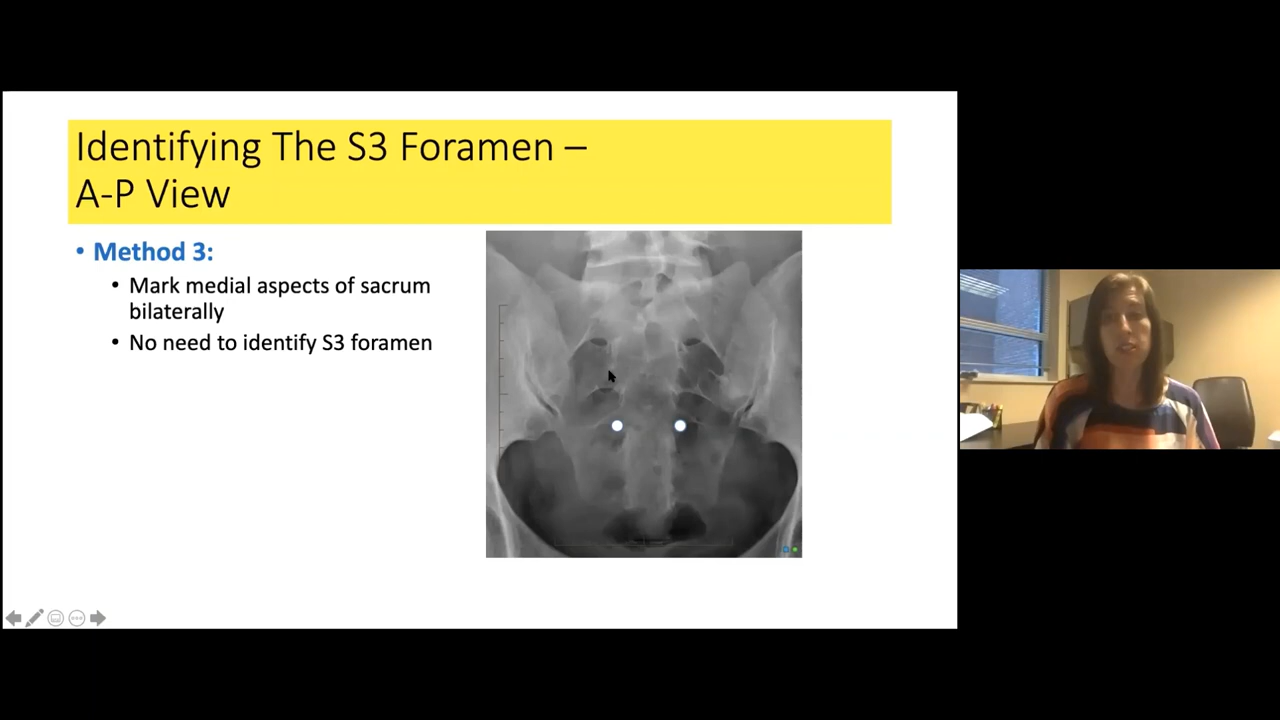 Identifying The S3 Foramen –
A-P View
• Method 3:
• Mark medial aspects of sacrum
bilaterally
• No need to identify S3 foramen